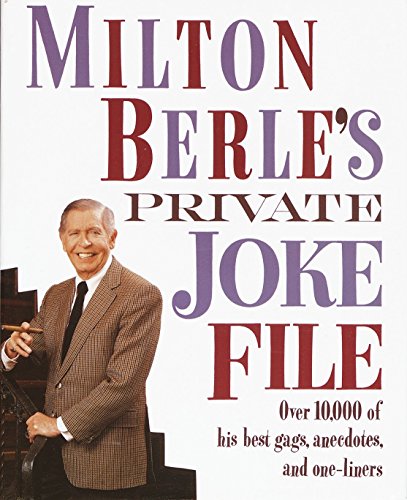 MILTON
BERLE'S
PRIVATE
JOKE
FILE
Over 10,000 of
his best gags, anecdotes,
and one-liners